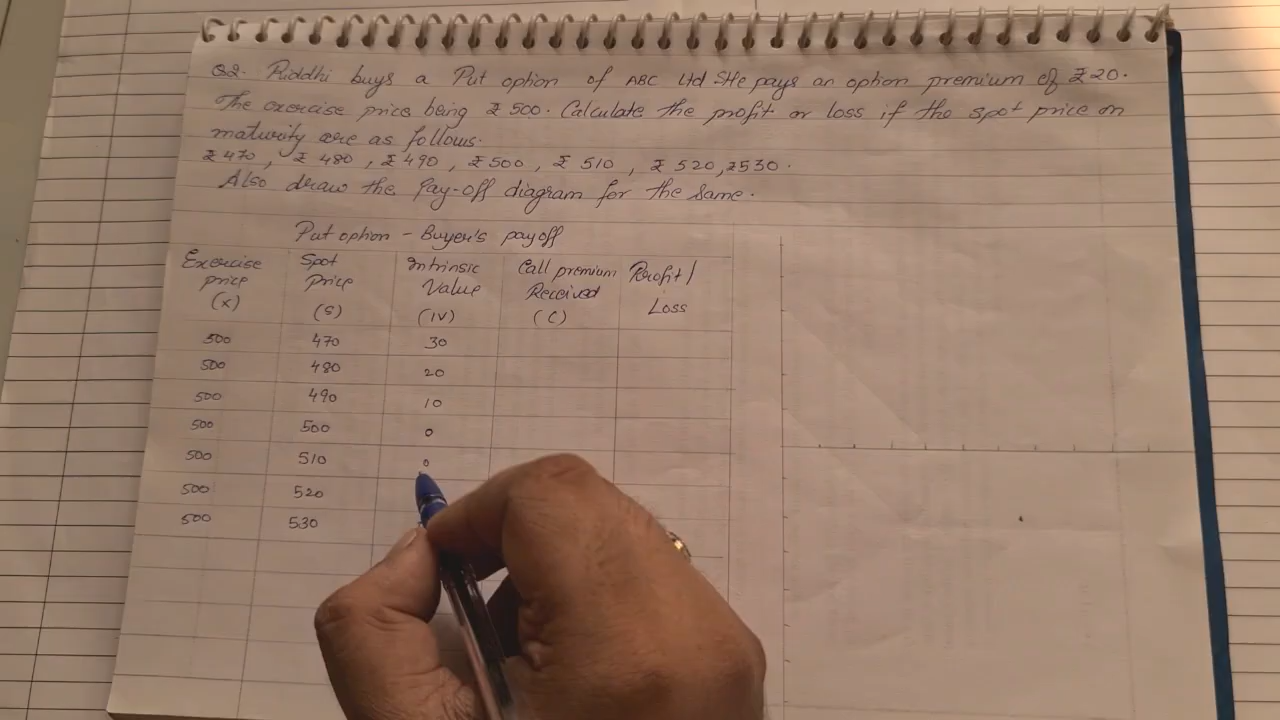 Q2. Riddhi buys a Put option of ABC Ltd SHe pays an option premium of ₹20.
The exercise price being ₹500. Calculate the profit or loss if the spot price on
maturity are as follows.
₹470, ₹480, ₹490, ₹500, ₹510, ₹520, ₹530.
Also draw the Pay-off diagram for the same.
Put option - Buyer's payoff
Exercise price (X) Spot Price (S) Intrinsic Value (IV) Call premium Received (C) Profit/ Loss
500 470 30
500 480 20
500 490 10
500 500 0
500 510 0
500 520
500 530